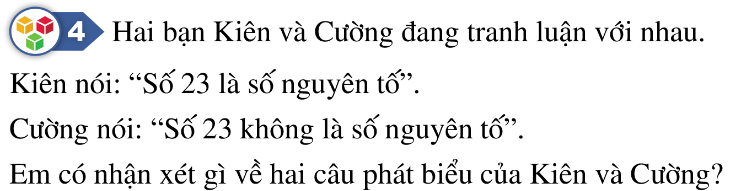 4 Hai bạn Kiên và Cường đang tranh luận với nhau.
Kiên nói: “Số 23 là số nguyên tố”.
Cường nói: “Số 23 không là số nguyên tố”.
Em có nhận xét gì về hai câu phát biểu của Kiên và Cường?